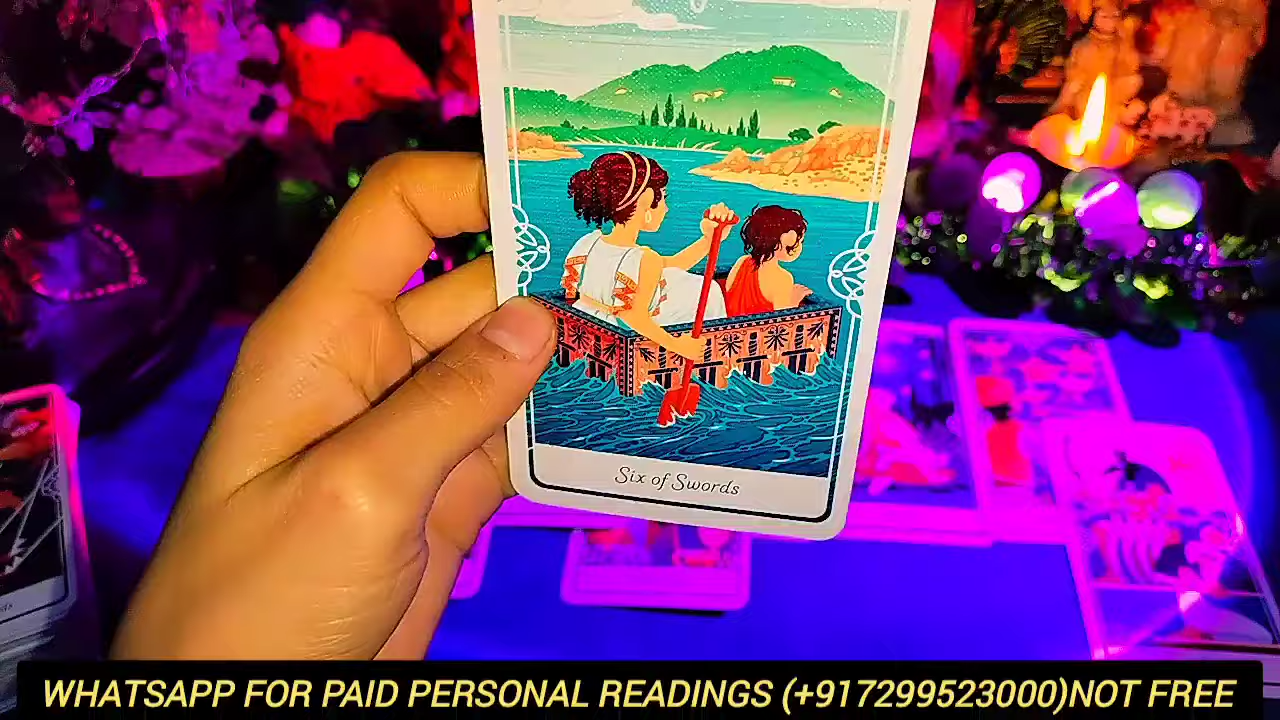 Six of Swords
WHATSAPP FOR PAID PERSONAL READINGS (+917299523000)NOT FREE